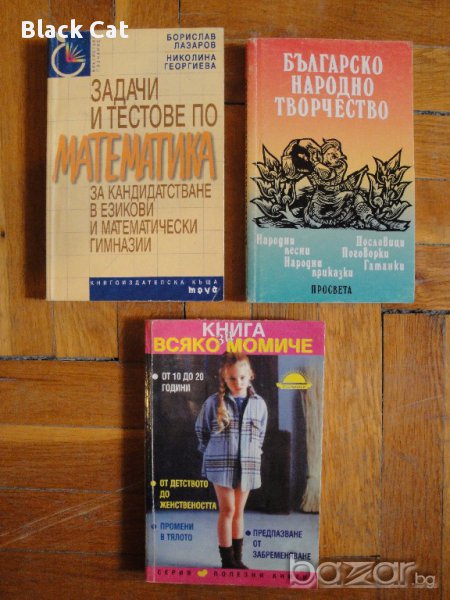 Black Cat
БОРИСЛАВ
ЛАЗАРОВ
НИКОЛИНА
ГЕОРГИЕВА
ЗАДАЧИ
И ТЕСТОВЕ ПО
МАТЕМАТИКА
ЗА КАНДИДАТСТВАНЕ
В ЕЗИКОВИ
И МАТЕМАТИЧЕСКИ
ГИМНАЗИИ
КНИГОИЗДАТЕЛСКА КЪЩА
БЪЛГАРСКО
НАРОДНО
ТВОРЧЕСТВО
Народни
песни
Народни
приказки
Пословици
Поговорки
Гатанки
ПРОСВЕТА
КНИГА
ЗА
ВСЯКО МОМИЧЕ
• ОТ 10 ДО 20
ГОДИНИ
• ОТ ДЕТСТВОТО
ДО
ЖЕНСТВЕНОСТТА
• ПРОМЕНИ
В ТЯЛОТО
• ПРЕДПАЗВАНЕ
ОТ
ЗАБРЕМЕНЯВАНЕ
СЕРИЯ ПОЛЕЗНИ КНИГИ
bazar.bg